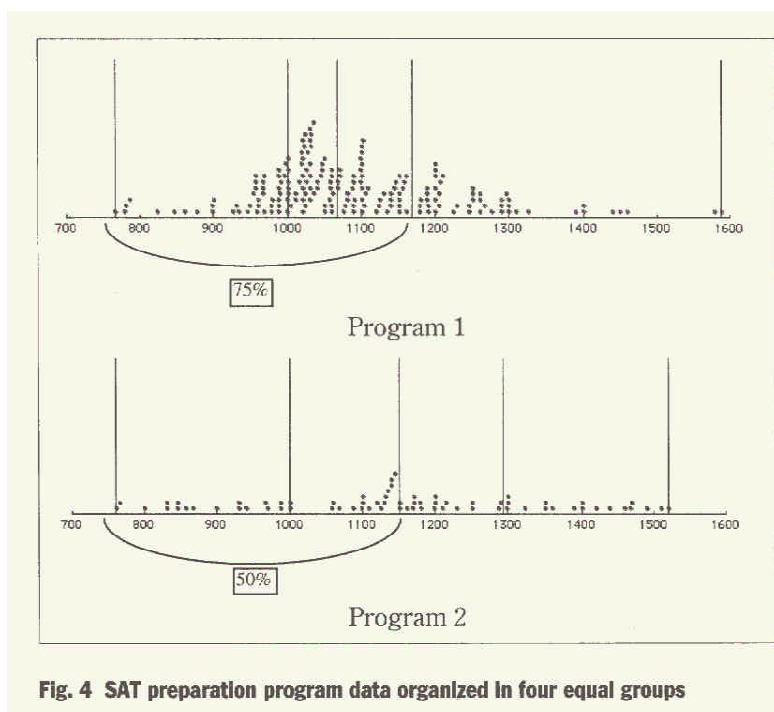 700 800 900 1000 1100 1200 1300 1400 1500 1600
75%
Program 1
700 800 900 1000 1100 1200 1300 1400 1500 1600
50%
Program 2
Fig. 4 SAT preparation program data organized in four equal groups